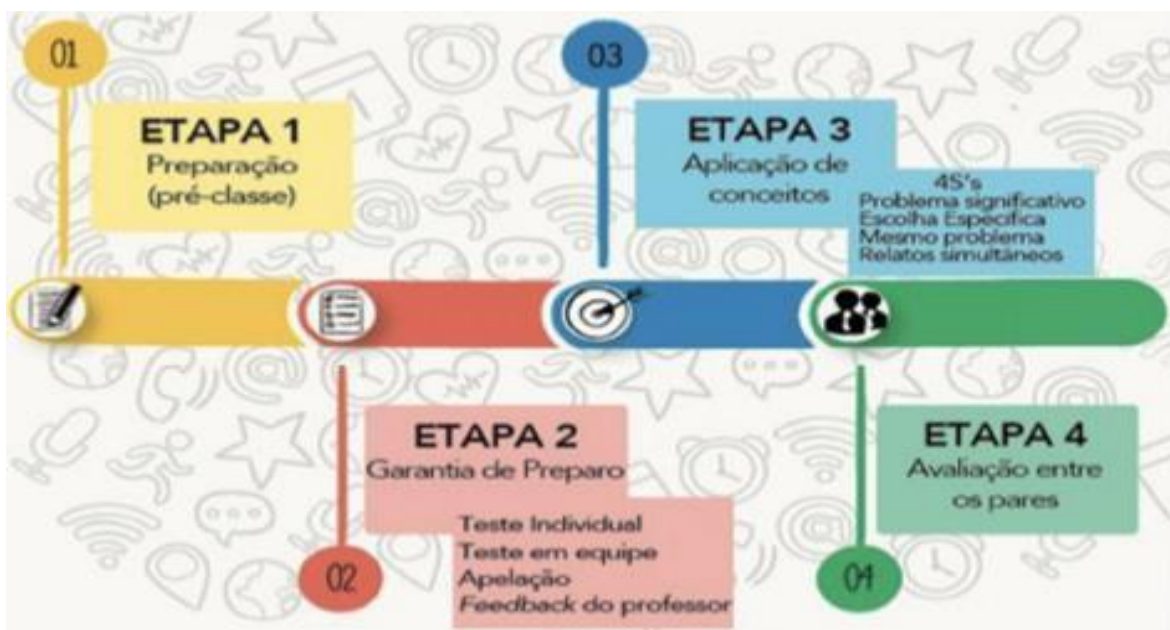 01
ETAPA 1
Preparação
(pré-classe)
02
ETAPA 2
Garantia de Preparo
Teste Individual
Teste em equipe
Apelação
Feedback do professor
03
ETAPA 3
Aplicação de
conceitos
4S's
Problema significativo
Escolha Específica
Mesmo problema
Relatos simultâneos
04
ETAPA 4
Avaliação entre
os pares